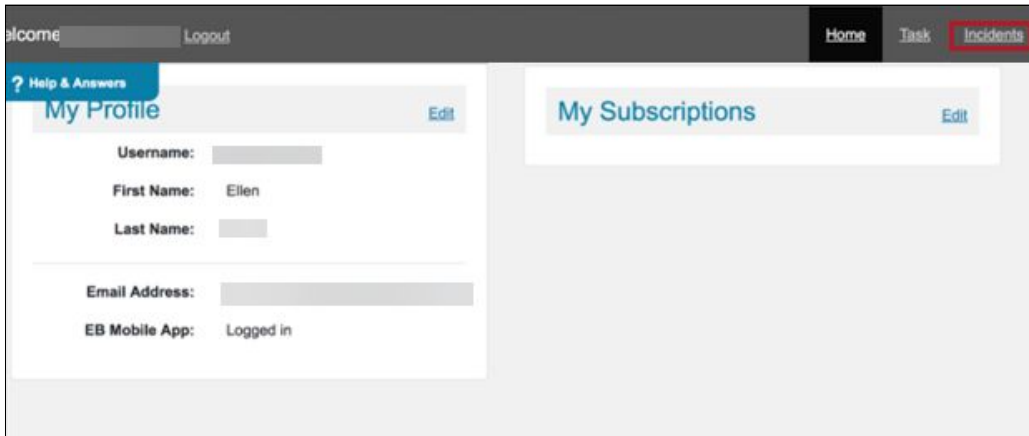 elcome Logout Home Task Incidents
? Help & Answers
My Profile Edit My Subscriptions Edit
Username:
First Name: Ellen
Last Name:
Email Address:
EB Mobile App: Logged in